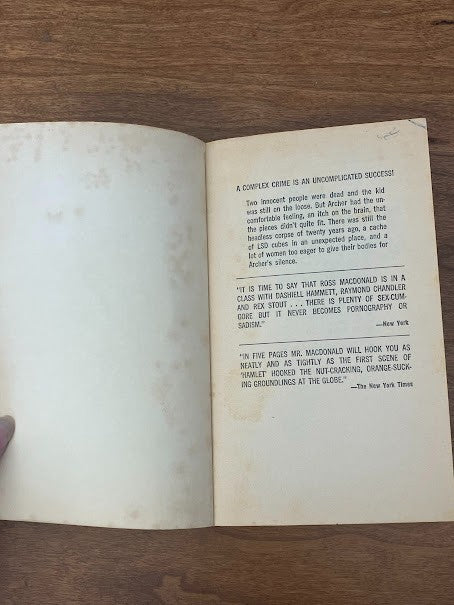 A COMPLEX CRIME IS AN UNCOMPLICATED SUCCESS!
Two innocent people were dead and the kid
was still on the loose. But Archer had the un-
comfortable feeling, an itch on the brain, that
the pieces didn't quite fit. There was still the
headless corpse of twenty years ago, a cache
of LSD cubes in an unexpected place, and a
lot of women too eager to give their bodies for
Archer's silence.
"IT IS TIME TO SAY THAT ROSS MACDONALD IS IN A
CLASS WITH DASHIELL HAMMETT, RAYMOND CHANDLER
AND REX STOUT . . . THERE IS PLENTY OF SEX-CUM-
GORE BUT IT NEVER BECOMES PORNOGRAPHY OR
SADISM."
—New York
"IN FIVE PAGES MR. MACDONALD WILL HOOK YOU AS
NEATLY AND AS TIGHTLY AS THE FIRST SCENE OF
'HAMLET' HOOKED THE NUT-CRACKING, ORANGE-SUCK-
ING GROUNDLINGS AT THE GLOBE."
—The New York Times